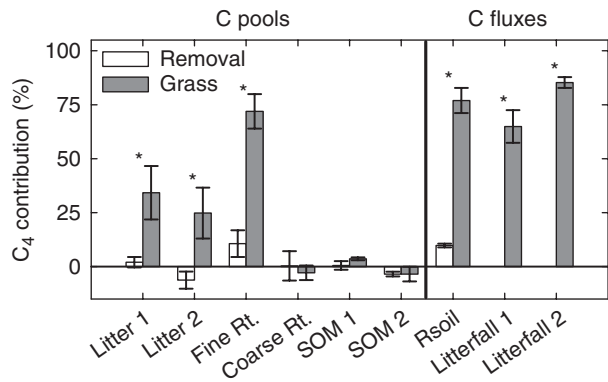 C pools
C fluxes
C₄ contribution (%)
100
75
50
25
0
Removal
Grass
*
*
*
*
*
*
Litter 1
Litter 2
Fine Rt.
Coarse Rt.
SOM 1
SOM 2
Rsoil
Litterfall 1
Litterfall 2